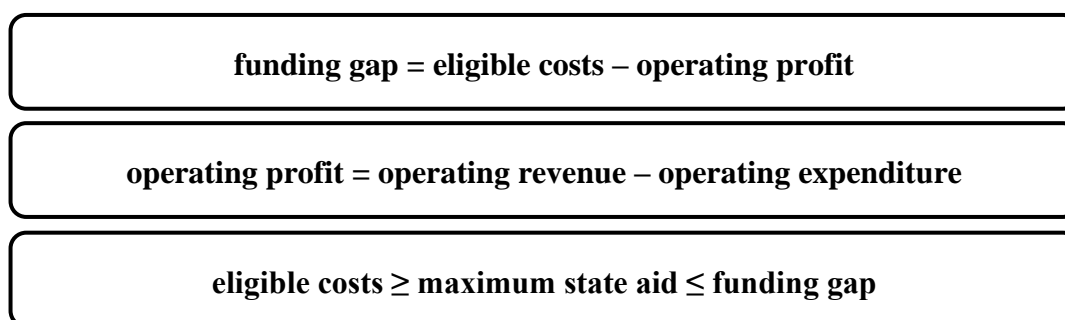 funding gap = eligible costs – operating profit
operating profit = operating revenue – operating expenditure
eligible costs ≥ maximum state aid ≤ funding gap